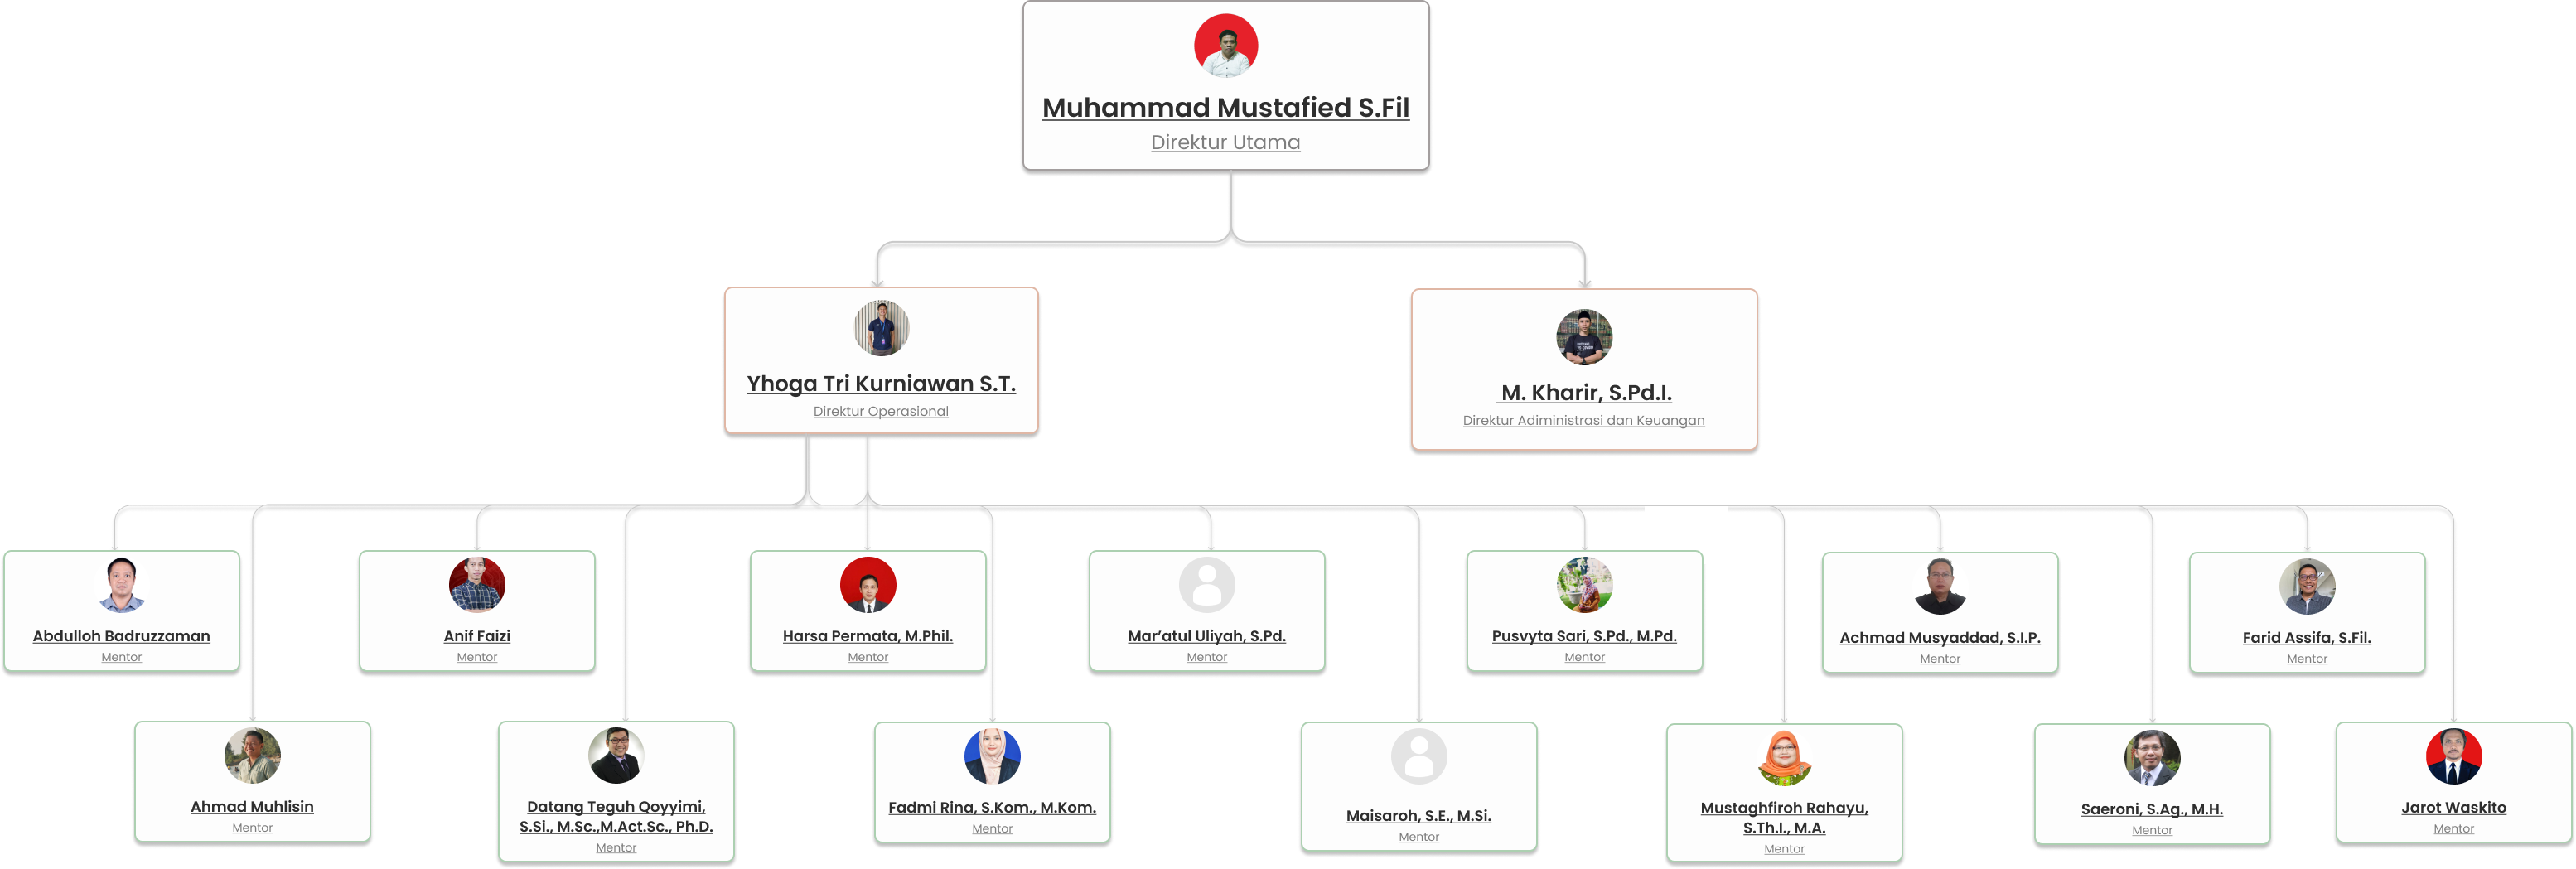 Muhammad Mustafied S.Fil
Direktur Utama
Yhoga Tri Kurniawan S.T.
Direktur Operasional
M. Kharir, S.Pd.I.
Direktur Adiministrasi dan Keuangan
Abdulloh Badruzzaman
Mentor
Anif Faizi
Mentor
Harsa Permata, M.Phil.
Mentor
Mar’atul Uliyah, S.Pd.
Mentor
Pusvyta Sari, S.Pd., M.Pd.
Mentor
Achmad Musyaddad, S.I.P.
Mentor
Farid Assifa, S.Fil.
Mentor
Ahmad Muhlisin
Mentor
Datang Teguh Qoyyimi,
S.Si., M.Sc.,M.Act.Sc., Ph.D.
Mentor
Fadmi Rina, S.Kom., M.Kom.
Mentor
Maisaroh, S.E., M.Si.
Mentor
Mustaghfiroh Rahayu,
S.Th.I., M.A.
Mentor
Saeroni, S.Ag., M.H.
Mentor
Jarot Waskito
Mentor